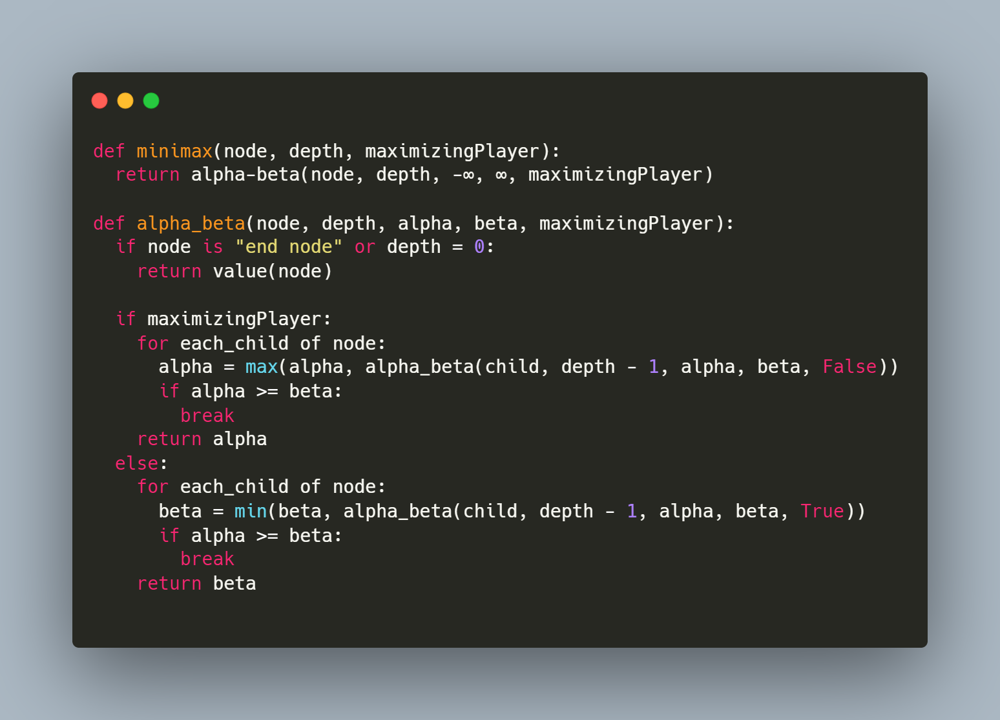 def minimax(node, depth, maximizingPlayer):
  return alpha-beta(node, depth, -∞, ∞, maximizingPlayer)

def alpha_beta(node, depth, alpha, beta, maximizingPlayer):
  if node is "end node" or depth = 0:
    return value(node)

  if maximizingPlayer:
    for each_child of node:
      alpha = max(alpha, alpha_beta(child, depth - 1, alpha, beta, False))
      if alpha >= beta:
        break
    return alpha
  else:
    for each_child of node:
      beta = min(beta, alpha_beta(child, depth - 1, alpha, beta, True))
      if alpha >= beta:
        break
    return beta